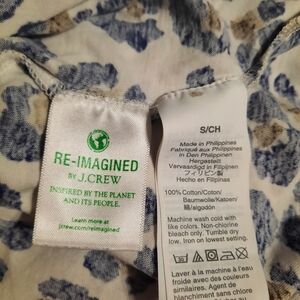 RE-IMAGINED
BY J.CREW
INSPIRED BY THE PLANET
AND ITS PEOPLE.
Learn more at
jcrew.com/reimagined
S/CH
Made in Philippines
Fabriqué aux Philippines
In Den Philippinen
Hergestellt
Vervaardigd in Filipijnen
フィリピン製
Hecho en Filipinas
100% Cotton/Coton/
Baumwolle/Katoen/
綿/algodón
Machine wash cold with
like colors. Non-chlorine
bleach only. Tumble dry
low. Iron on lowest setting.
Laver à la machine à l'eau
froide avec des couleurs
similaires. Agent de
blanchiment sans chlore